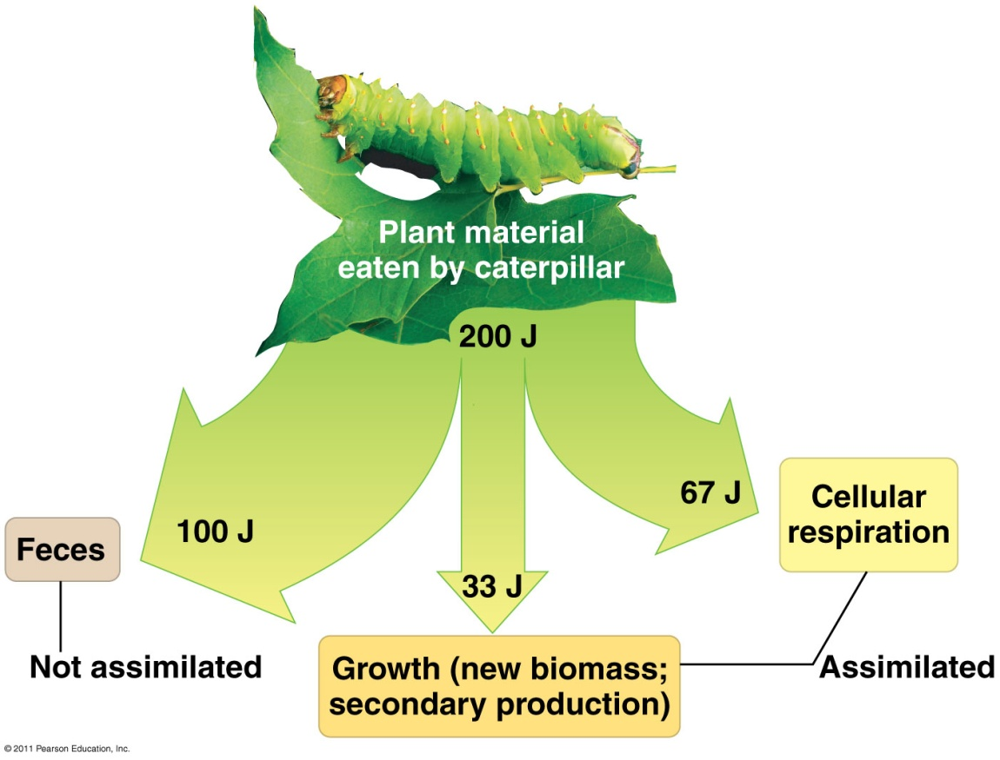 Plant material
eaten by caterpillar
200 J
67 J
100 J
33 J
Cellular
respiration
Feces
Not assimilated
Growth (new biomass;
secondary production)
Assimilated
© 2011 Pearson Education, Inc.